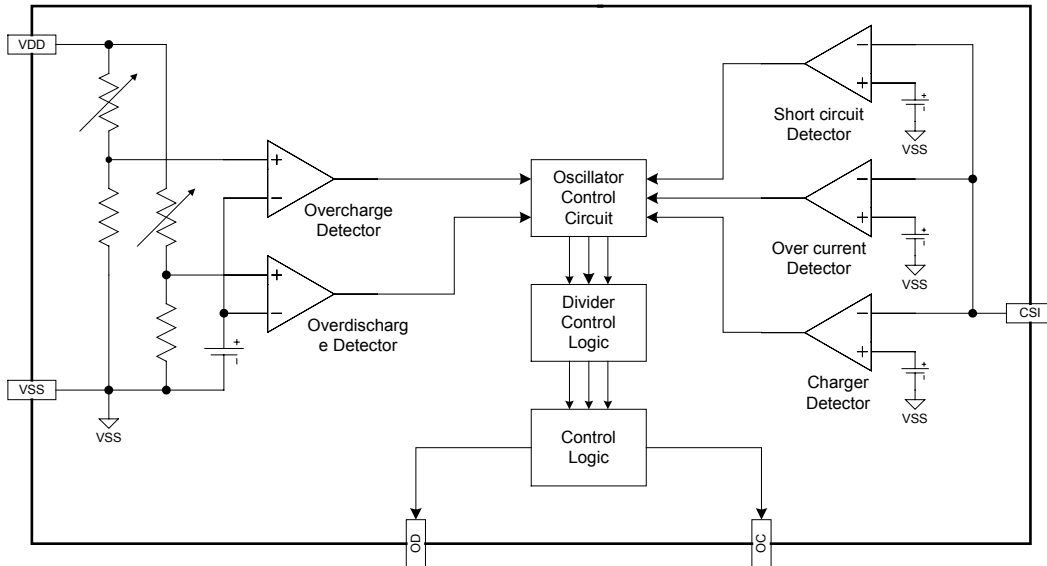 VDD
Short circuit
Detector
VSS
Oscillator
Control
Circuit
Overcharge
Detector
Over current
Detector
VSS
Divider
Control
Logic
Overdischarg
e Detector
CSI
VSS
VSS
Charger
Detector
VSS
Control
Logic
OD
OC
+
-
+
-
+
-
-
+
+
-
-
+
+
-
-
+
+
-